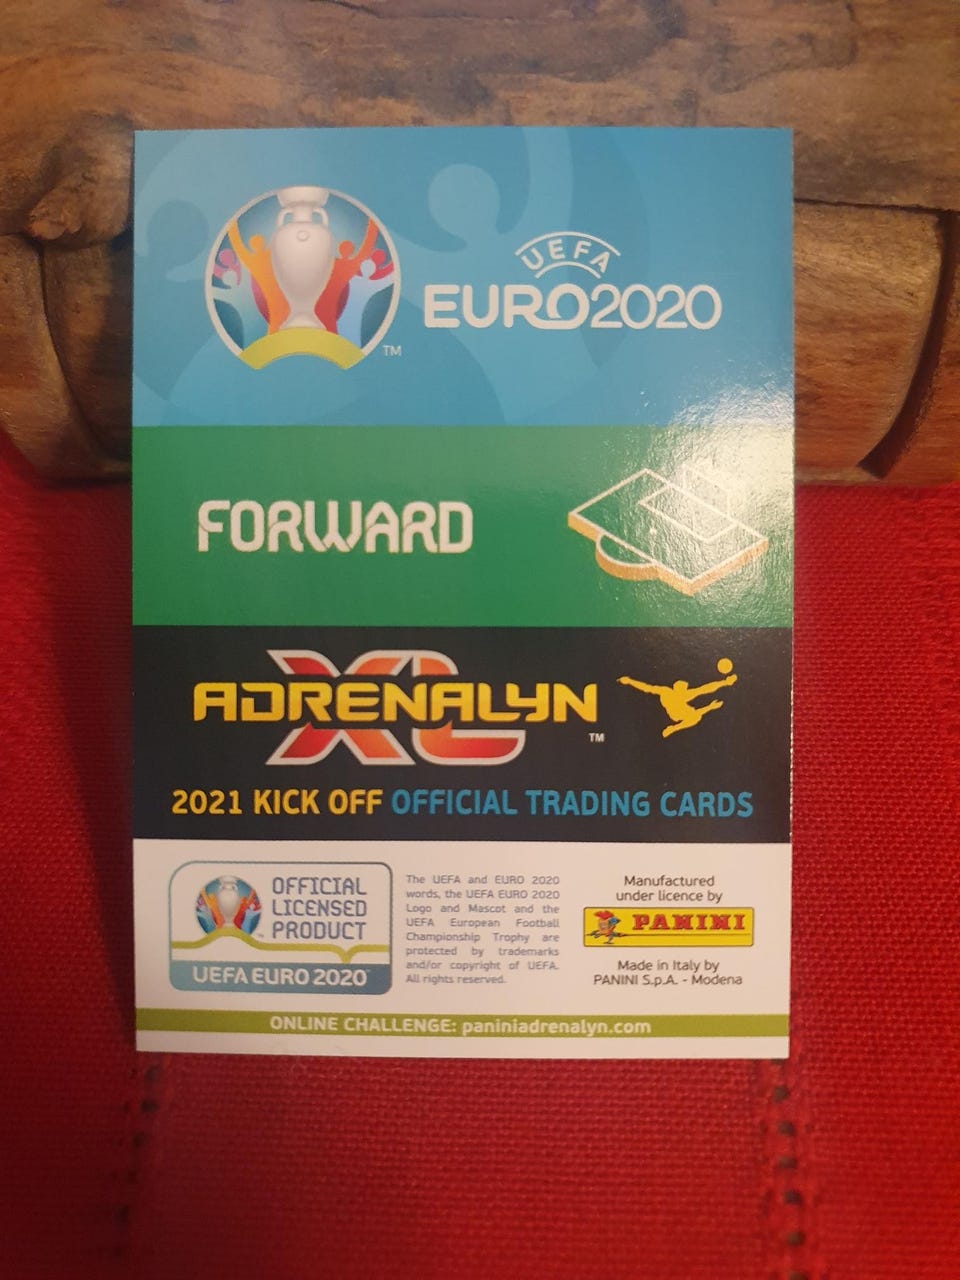 UEFA
EURO2020
TM
FORWARD
XL
ADRENALYN
TM
2021 KICK OFF OFFICIAL TRADING CARDS
OFFICIAL
LICENSED
PRODUCT
UEFA EURO 2020
The UEFA and EURO 2020
words, the UEFA EURO 2020
Logo and Mascot and the
UEFA European Football
Championship Trophy are
protected by trademarks
and/or copyright of UEFA.
All rights reserved.
Manufactured
under licence by
PANINI
Made in Italy by
PANINI S.p.A. - Modena
ONLINE CHALLENGE: paniniadrenalyn.com